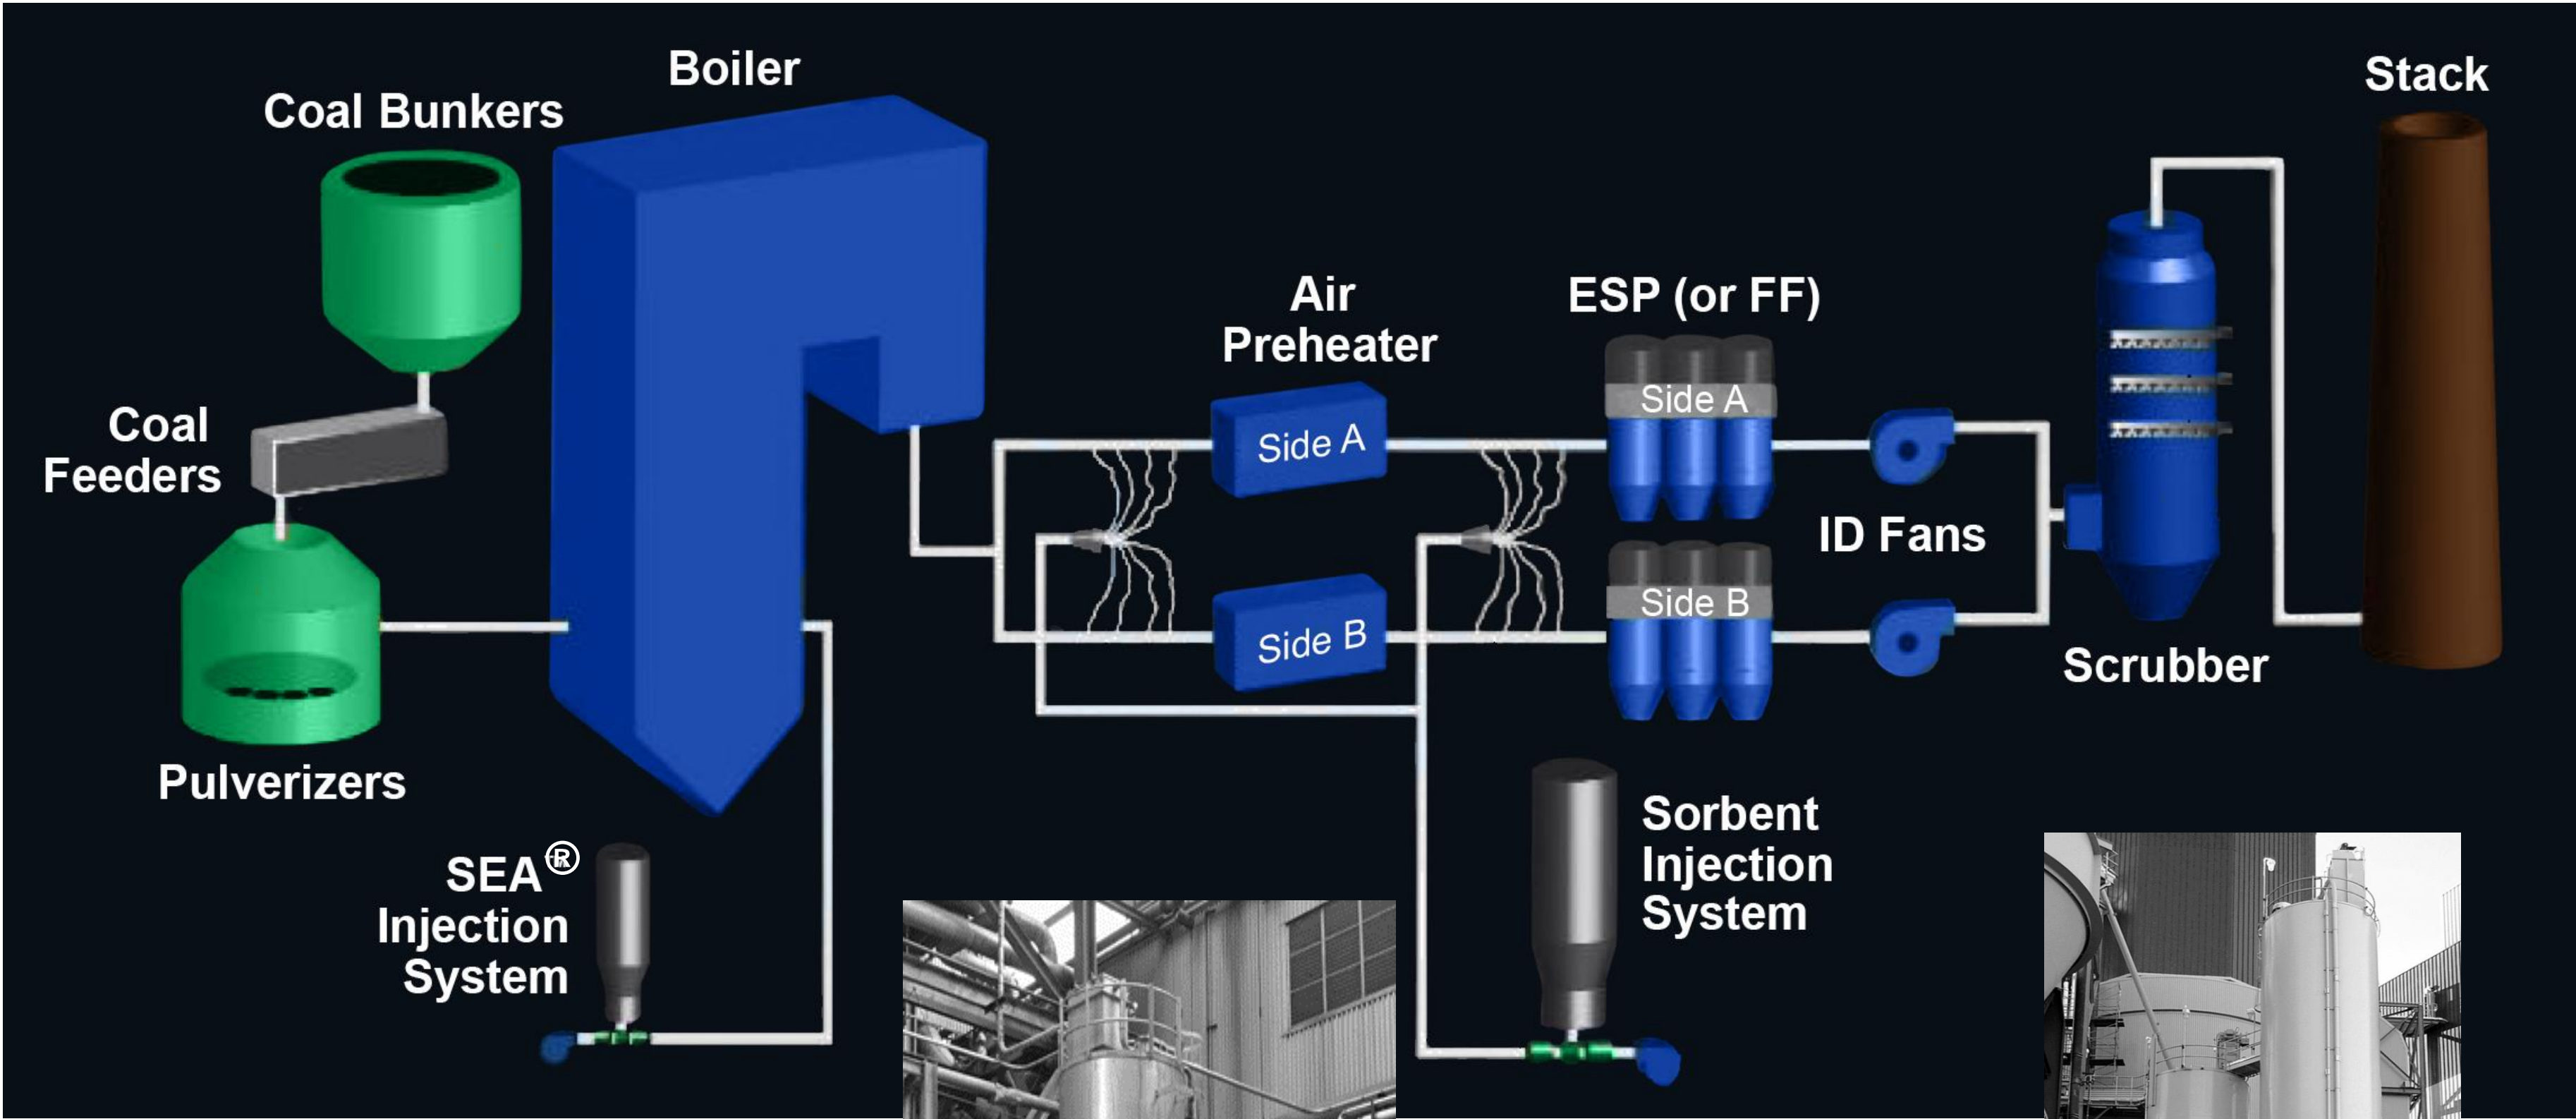 Boiler
Stack
Coal Bunkers
Air
Preheater
ESP (or FF)
Coal
Feeders
Side A
Side A
ID Fans
Side B
Side B
Scrubber
Pulverizers
SEA®
Injection
System
Sorbent
Injection
System